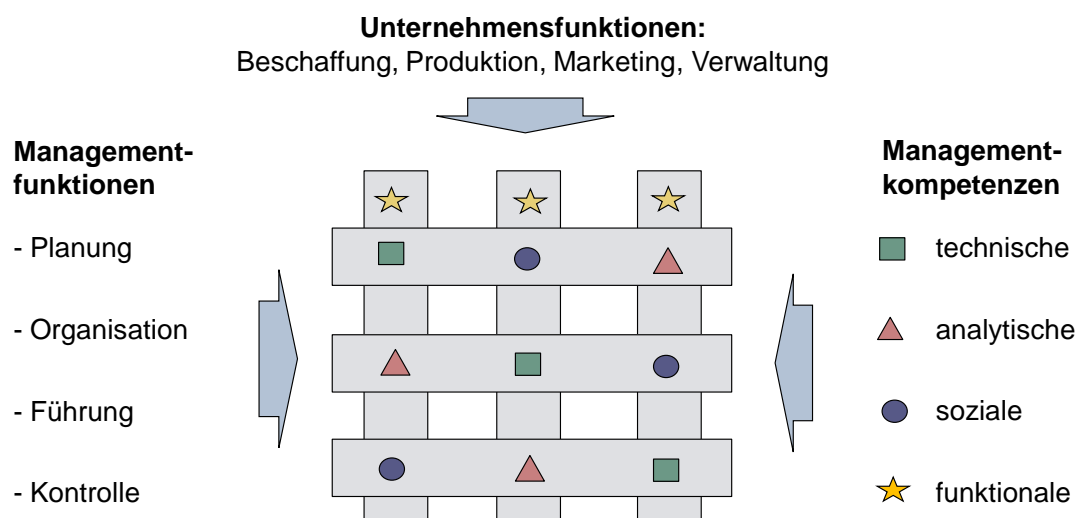 Unternehmensfunktionen:
Beschaffung, Produktion, Marketing, Verwaltung
Management-
funktionen
- Planung
- Organisation
- Führung
- Kontrolle
Management-
kompetenzen
technische
analytische
soziale
funktionale